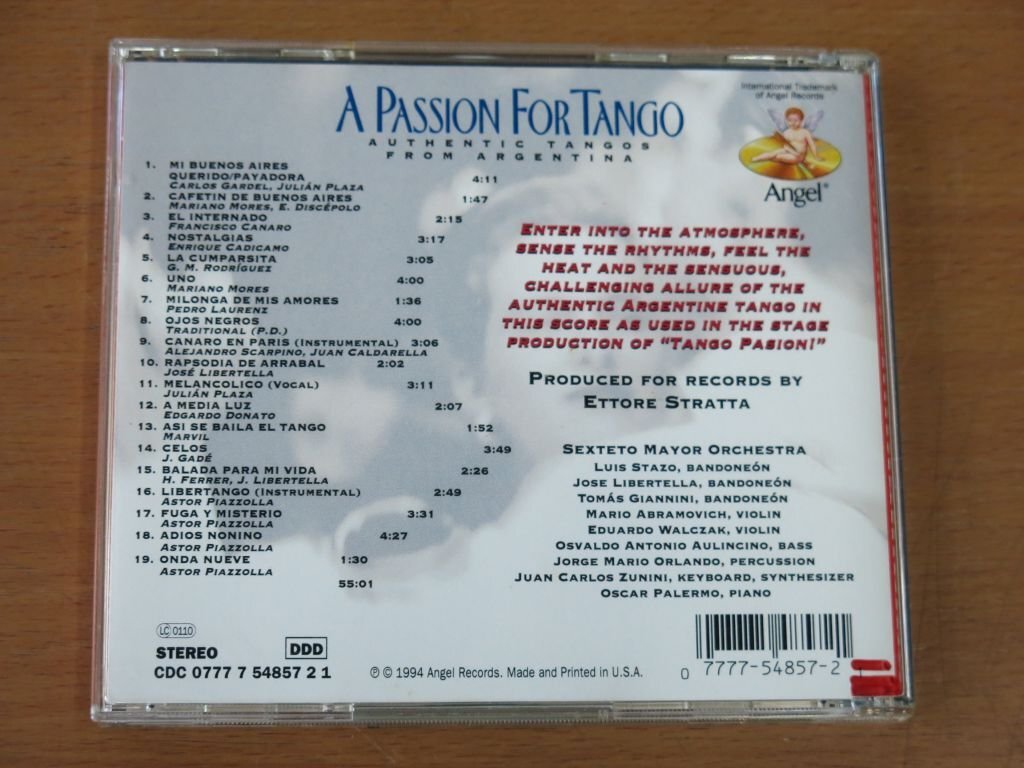 A PASSION FOR TANGO
AUTHENTIC TANGOS
FROM ARGENTINA
1. MI BUENOS AIRES
QUERIDO/PAYADORA 4:11
CARLOS GARDEL, JULIÁN PLAZA
2. CAFETIN DE BUENOS AIRES 1:47
MARIANO MORES, E. DISCÉPOLO
3. EL INTERNADO 2:15
FRANCISCO CANARO
4. NOSTALGIAS 3:17
ENRIQUE CADICAMO
5. LA CUMPARSITA 3:05
G. M. RODRÍGUEZ
6. UNO 4:00
MARIANO MORES
7. MILONGA DE MIS AMORES 1:36
PEDRO LAURENZ
8. OJOS NEGROS 4:00
TRADITIONAL (P.D.)
9. CANARO EN PARIS (INSTRUMENTAL) 3:06
ALEJANDRO SCARPINO, JUAN CALDARELLA
10. RAPSODIA DE ARRABAL 2:02
JOSÉ LIBERTELLA
11. MELANCOLICO (VOCAL) 3:11
JULIÁN PLAZA
12. A MEDIA LUZ 2:07
EDGARDO DONATO
13. ASI SE BAILA EL TANGO 1:52
MARVIL
14. CELOS 3:49
J. GADÉ
15. BALADA PARA MI VIDA 2:26
H. FERRER, J. LIBERTELLA
16. LIBERTANGO (INSTRUMENTAL) 2:49
ASTOR PIAZZOLLA
17. FUGA Y MISTERIO 3:31
ASTOR PIAZZOLLA
18. ADIOS NONINO 4:27
ASTOR PIAZZOLLA
19. ONDA NUEVE 1:30
ASTOR PIAZZOLLA
55:01
International Trademark
of Angel Records
Angel®
ENTER INTO THE ATMOSPHERE,
SENSE THE RHYTHMS, FEEL THE
HEAT AND THE SENSUOUS,
CHALLENGING ALLURE OF THE
AUTHENTIC ARGENTINE TANGO IN
THIS SCORE AS USED IN THE STAGE
PRODUCTION OF "TANGO PASION!"
PRODUCED FOR RECORDS BY
ETTORE STRATTA
SEXTETO MAYOR ORCHESTRA
LUIS STAZO, BANDONEÓN
JOSE LIBERTELLA, BANDONEÓN
TOMÁS GIANNINI, BANDONEÓN
MARIO ABRAMOVICH, VIOLIN
EDUARDO WALCZAK, VIOLIN
OSVALDO ANTONIO AULINCINO, BASS
JORGE MARIO ORLANDO, PERCUSSION
JUAN CARLOS ZUNINI, KEYBOARD, SYNTHESIZER
OSCAR PALERMO, PIANO
LC 0110
STEREO DDD
CDC 0777 7 54857 2 1
℗ © 1994 Angel Records. Made and Printed in U.S.A.
0 7777-54857-2